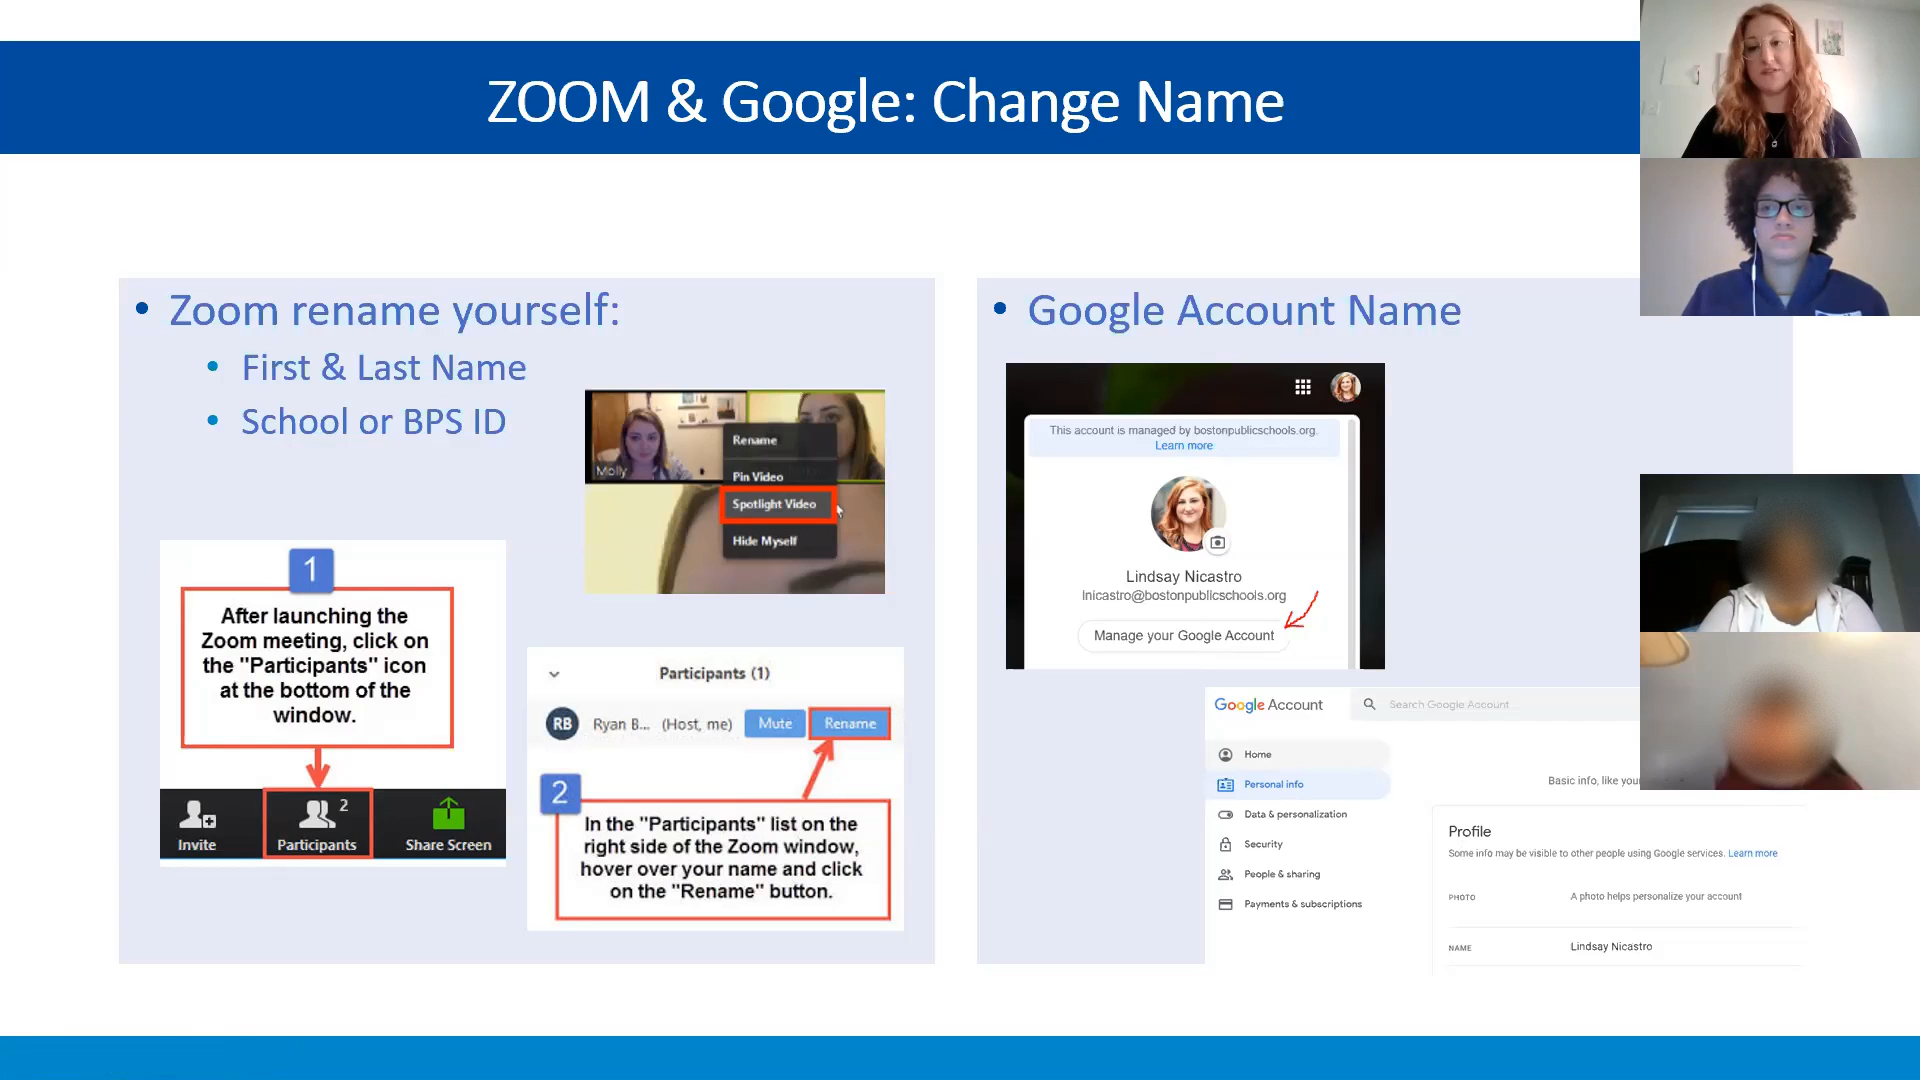 ZOOM & Google: Change Name
• Zoom rename yourself:
• First & Last Name
• School or BPS ID
Molly
Rename
Pin Video
Spotlight Video
Hide Myself
1
After launching the
Zoom meeting, click on
the "Participants" icon
at the bottom of the
window.
Invite
Participants
2
Share Screen
Participants (1)
RB
Ryan B... (Host, me)
Mute
Rename
2
In the "Participants" list on the
right side of the Zoom window,
hover over your name and click
on the "Rename" button.
• Google Account Name
This account is managed by bostonpublicschools.org.
Learn more
Lindsay Nicastro
lnicastro@bostonpublicschools.org
Manage your Google Account
Google Account
Search Google Account
Home
Personal info
Data & personalization
Security
People & sharing
Payments & subscriptions
Basic info, like you
Profile
Some info may be visible to other people using Google services. Learn more
PHOTO
A photo helps personalize your account
NAME
Lindsay Nicastro